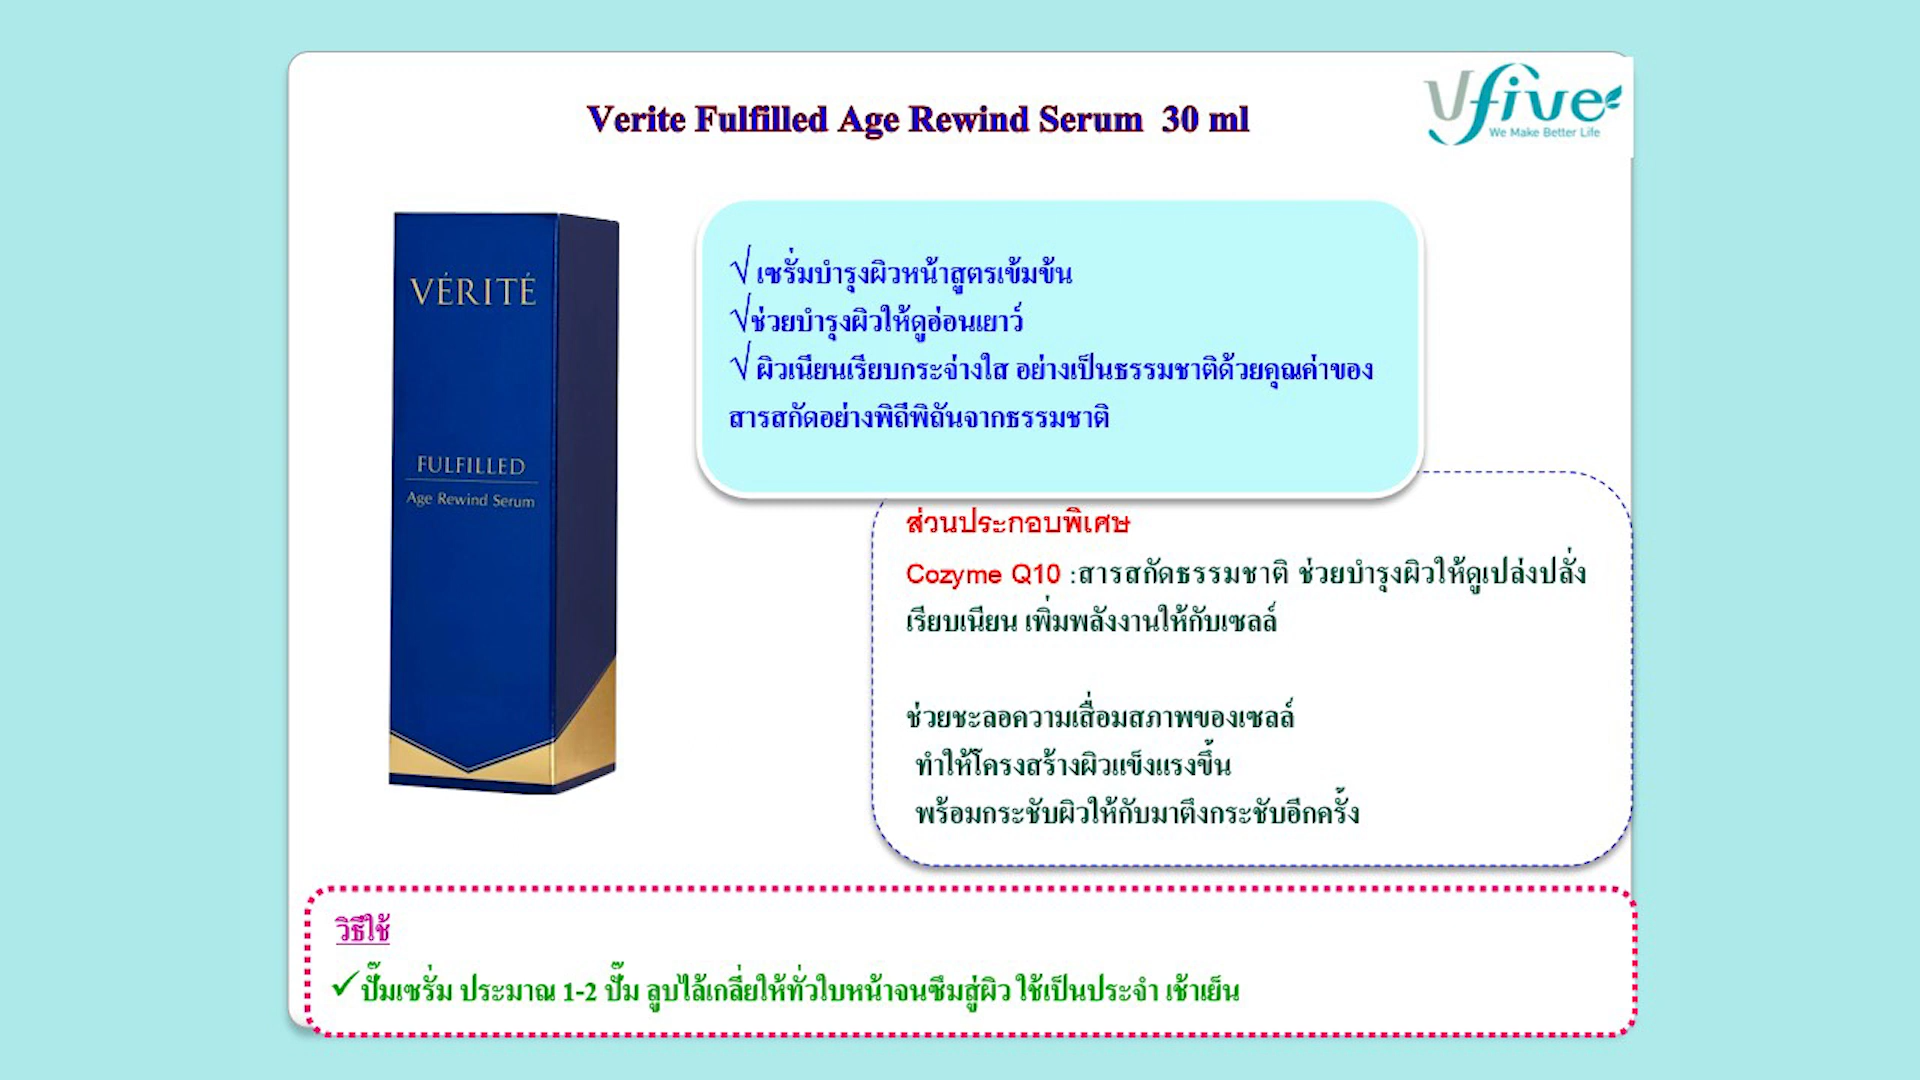 Verite Fulfilled Age Rewind Serum 30 ml
Vfive
We Make Better Life
VÉRITÉ
FULFILLED
Age Rewind Serum
√ เซรั่มบำรุงผิวหน้าสูตรเข้มข้น
√ช่วยบำรุงผิวให้ดูอ่อนเยาว์
√ ผิวเนียนเรียบกระจ่างใส อย่างเป็นธรรมชาติด้วยคุณค่าของ
สารสกัดอย่างพิถีพิถันจากธรรมชาติ
ส่วนประกอบพิเศษ
Cozyme Q10 :สารสกัดธรรมชาติ ช่วยบำรุงผิวให้ดูเปล่งปลั่ง
เรียบเนียน เพิ่มพลังงานให้กับเซลล์
ช่วยชะลอความเสื่อมสภาพของเซลล์
ทำให้โครงสร้างผิวแข็งแรงขึ้น
พร้อมกระชับผิวให้กับมาตึงกระชับอีกครั้ง
วิธีใช้
✓ ปั๊มเซรั่ม ประมาณ 1-2 ปั๊ม ลูบไล้เกลี่ยให้ทั่วใบหน้าจนซึมสู่ผิว ใช้เป็นประจำ เช้าเย็น